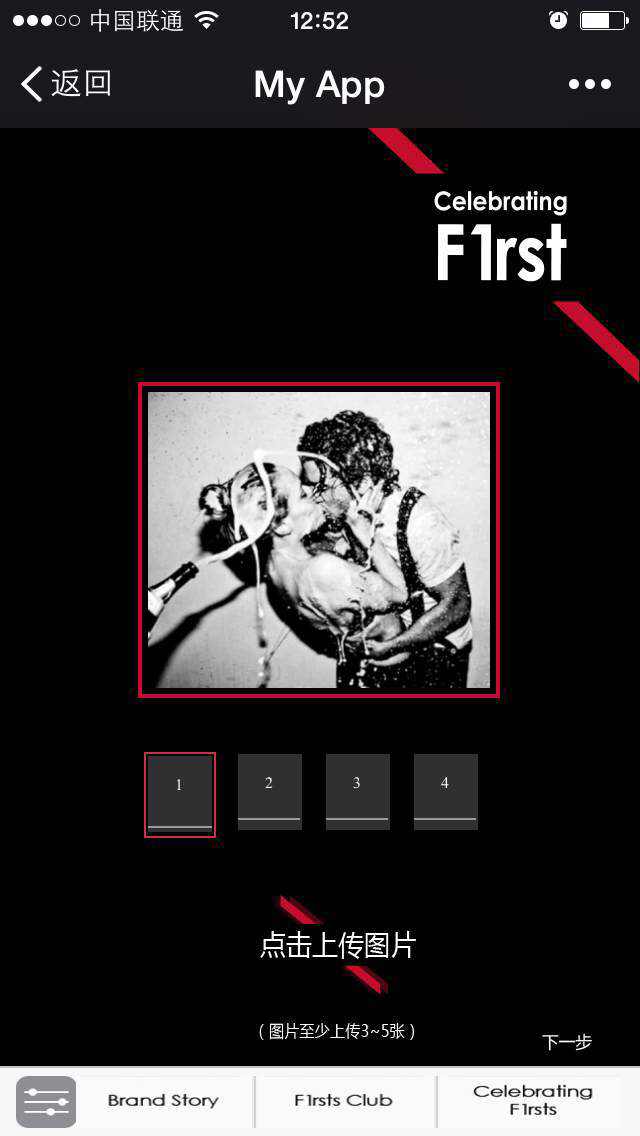 中国联通
12:52
返回
My App
Celebrating
F1rst
1
2
3
4
点击上传图片
(图片至少上传3~5张)
下一步
Brand Story
F1rsts Club
Celebrating
F1rsts